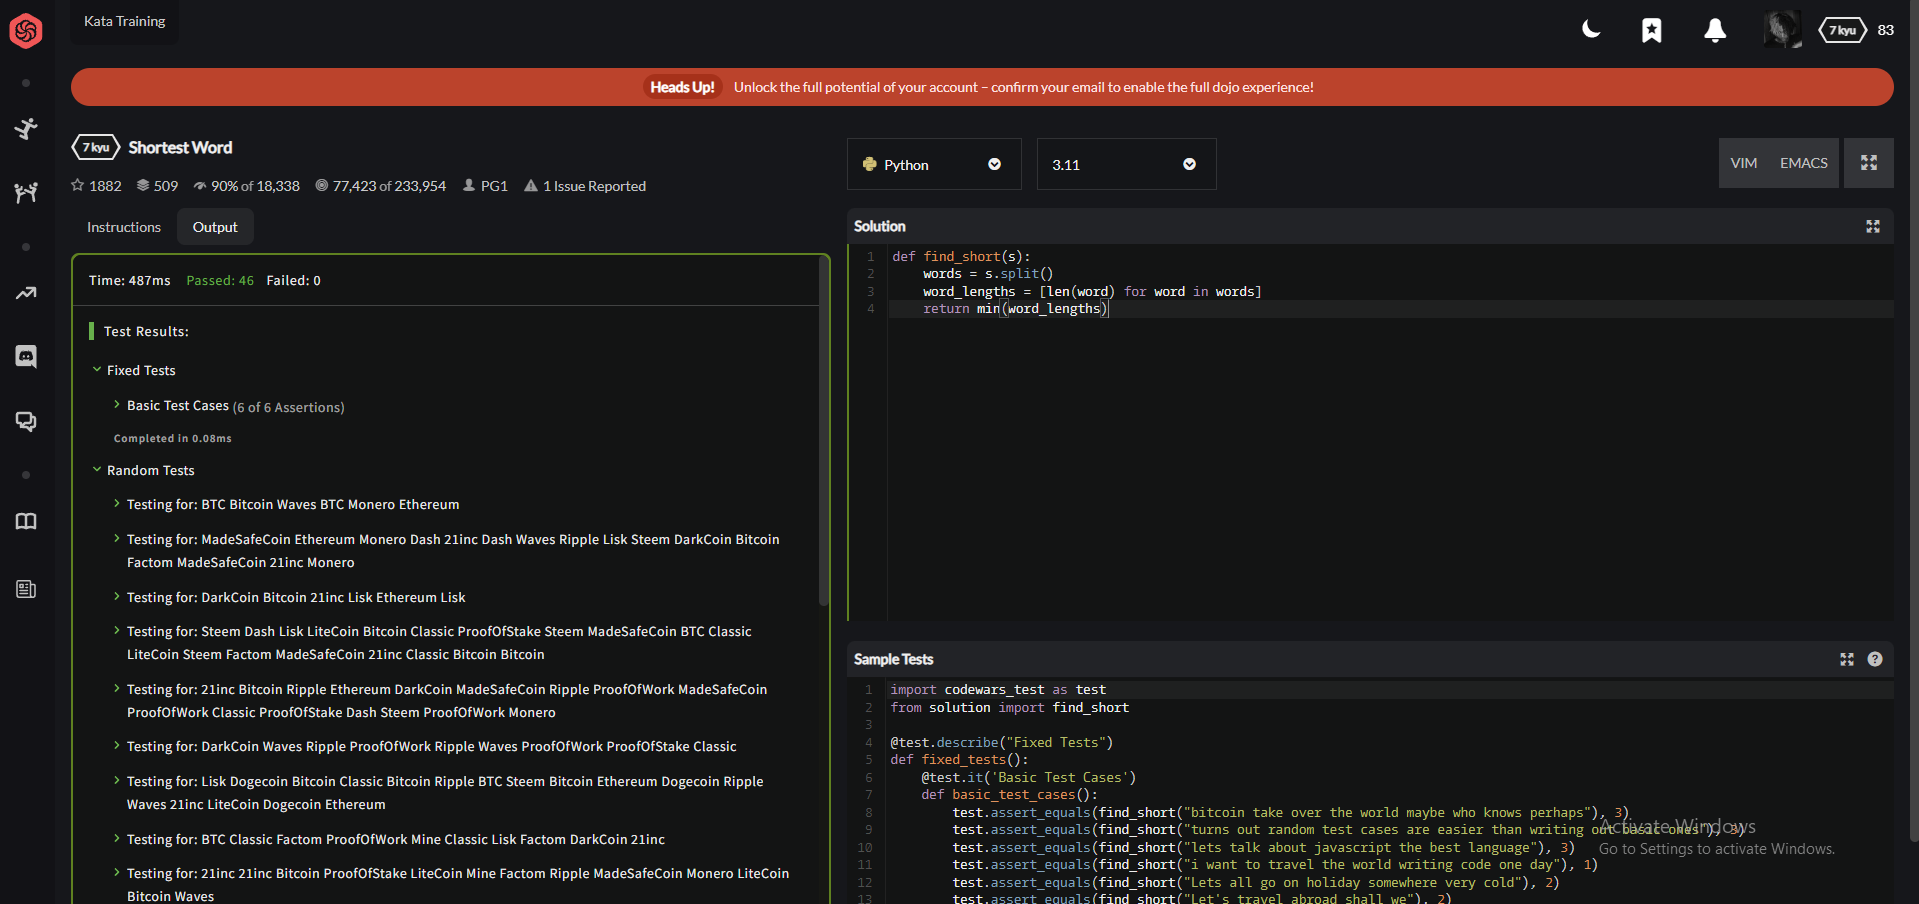 Kata Training
7 kyu
83
Heads Up! Unlock the full potential of your account – confirm your email to enable the full dojo experience!
7 kyu Shortest Word
1882 509 90% of 18,338 77,423 of 233,954 PG1 1 Issue Reported
Instructions Output
Time: 487ms Passed: 46 Failed: 0
Test Results:
Fixed Tests
Basic Test Cases (6 of 6 Assertions)
Completed in 0.08ms
Random Tests
Testing for: BTC Bitcoin Waves BTC Monero Ethereum
Testing for: MadeSafeCoin Ethereum Monero Dash 21inc Dash Waves Ripple Lisk Steem DarkCoin Bitcoin
Factom MadeSafeCoin 21inc Monero
Testing for: DarkCoin Bitcoin 21inc Lisk Ethereum Lisk
Testing for: Steem Dash Lisk LiteCoin Bitcoin Classic ProofOfStake Steem MadeSafeCoin BTC Classic
LiteCoin Steem Factom MadeSafeCoin 21inc Classic Bitcoin Bitcoin
Testing for: 21inc Bitcoin Ripple Ethereum DarkCoin MadeSafeCoin Ripple ProofOfWork MadeSafeCoin
ProofOfWork Classic ProofOfStake Dash Steem ProofOfWork Monero
Testing for: DarkCoin Waves Ripple ProofOfWork Ripple Waves ProofOfWork ProofOfStake Classic
Testing for: Lisk Dogecoin Bitcoin Classic Bitcoin Ripple BTC Steem Bitcoin Ethereum Dogecoin Ripple
Waves 21inc LiteCoin Dogecoin Ethereum
Testing for: BTC Classic Factom ProofOfWork Mine Classic Lisk Factom DarkCoin 21inc
Testing for: 21inc 21inc Bitcoin ProofOfStake LiteCoin Mine Factom Ripple MadeSafeCoin Monero LiteCoin
Bitcoin Waves
Python
3.11
VIM EMACS
Solution
1 def find_short(s):
2 words = s.split()
3 word_lengths = [len(word) for word in words]
4 return min(word_lengths)
Sample Tests
1 import codewars_test as test
2 from solution import find_short
3
4 @test.describe("Fixed Tests")
5 def fixed_tests():
6 @test.it('Basic Test Cases')
7 def basic_test_cases():
8 test.assert_equals(find_short("bitcoin take over the world maybe who knows perhaps"), 3)
9 test.assert_equals(find_short("turns out random test cases are easier than writing out basic ones"), 3)
10 test.assert_equals(find_short("lets talk about javascript the best language"), 3)
11 test.assert_equals(find_short("i want to travel the world writing code one day"), 1)
12 test.assert_equals(find_short("Lets all go on holiday somewhere very cold"), 2)
13 test.assert_equals(find_short("Let's travel abroad shall we"), 2)
Activate Windows
Go to Settings to activate Windows.